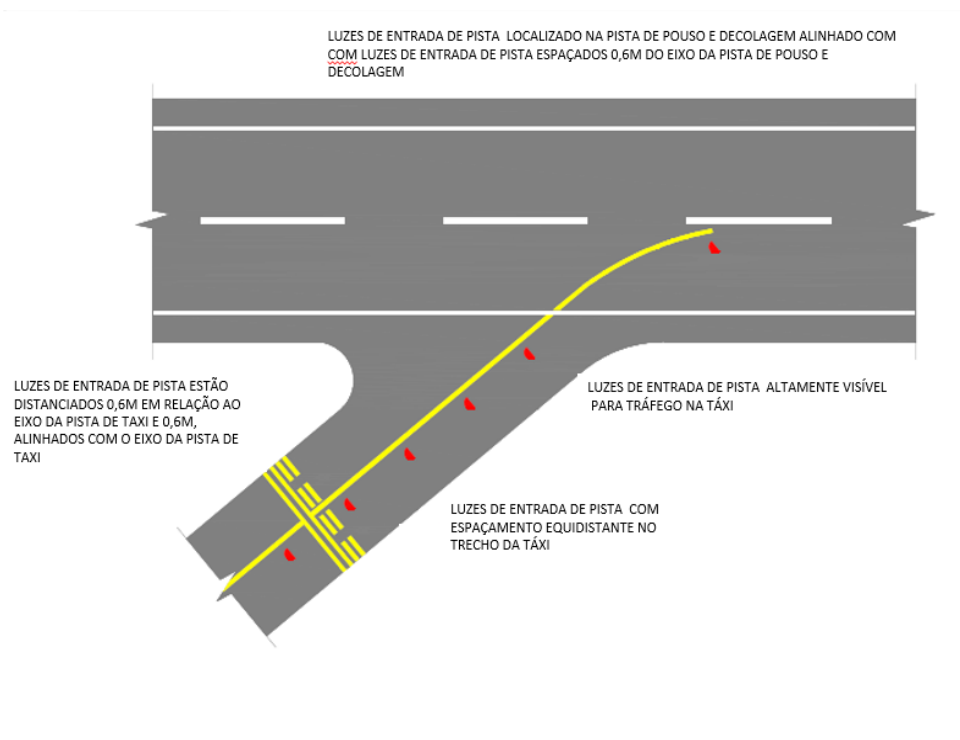 LUZES DE ENTRADA DE PISTA LOCALIZADO NA PISTA DE POUSO E DECOLAGEM ALINHADO COM
COM LUZES DE ENTRADA DE PISTA ESPAÇADOS 0,6M DO EIXO DA PISTA DE POUSO E
DECOLAGEM
LUZES DE ENTRADA DE PISTA ESTÃO
DISTANCIADOS 0,6M EM RELAÇÃO AO
EIXO DA PISTA DE TAXI E 0,6M,
ALINHADOS COM O EIXO DA PISTA DE
TAXI
LUZES DE ENTRADA DE PISTA ALTAMENTE VISÍVEL
PARA TRÁFEGO NA TÁXI
LUZES DE ENTRADA DE PISTA COM
ESPAÇAMENTO EQUIDISTANTE NO
TRECHO DA TÁXI